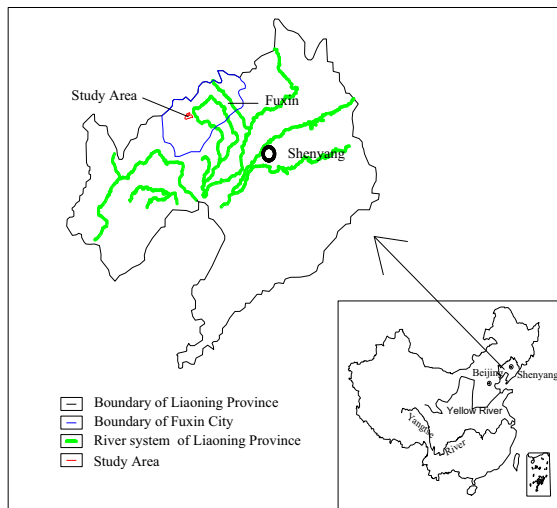 Study Area
Fuxin
Shenyang
Boundary of Liaoning Province
Boundary of Fuxin City
River system of Liaoning Province
Study Area
Beijing
Shenyang
Yellow River
Yangtse
River